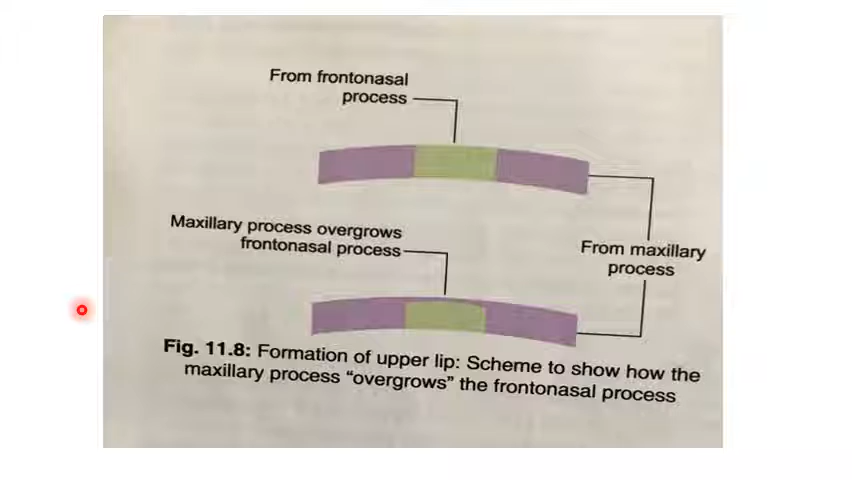 From frontonasal
process
Maxillary process overgrows
frontonasal process
From maxillary
process
Fig. 11.8: Formation of upper lip: Scheme to show how the
maxillary process “overgrows” the frontonasal process